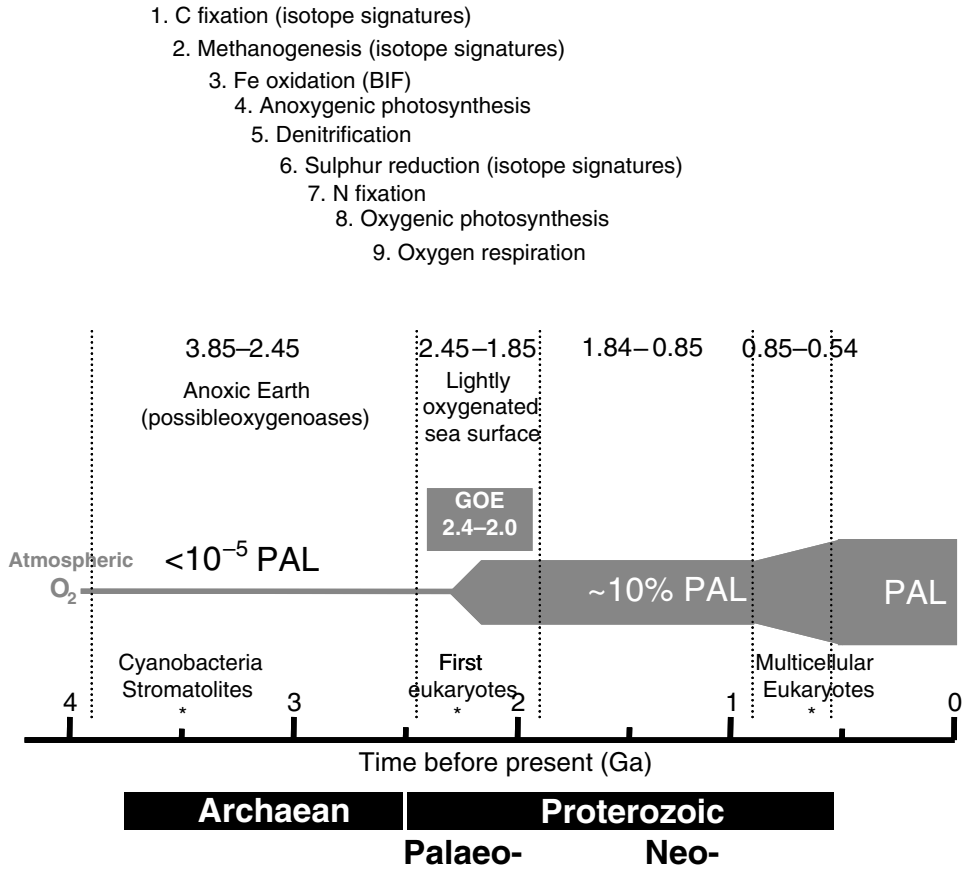 1. C fixation (isotope signatures)
2. Methanogenesis (isotope signatures)
3. Fe oxidation (BIF)
4. Anoxygenic photosynthesis
5. Denitrification
6. Sulphur reduction (isotope signatures)
7. N fixation
8. Oxygenic photosynthesis
9. Oxygen respiration
3.85–2.45
2.45–1.85
1.84–0.85
0.85–0.54
Anoxic Earth
(possibleoxygenoases)
Lightly
oxygenated
sea surface
GOE
2.4–2.0
Atmospheric
O₂
<10⁻⁵ PAL
~10% PAL
PAL
Cyanobacteria
Stromatolites
*
First
eukaryotes
*
Multicellular
Eukaryotes
*
4
3
2
1
0
Time before present (Ga)
Archaean
Proterozoic
Palaeo-
Neo-